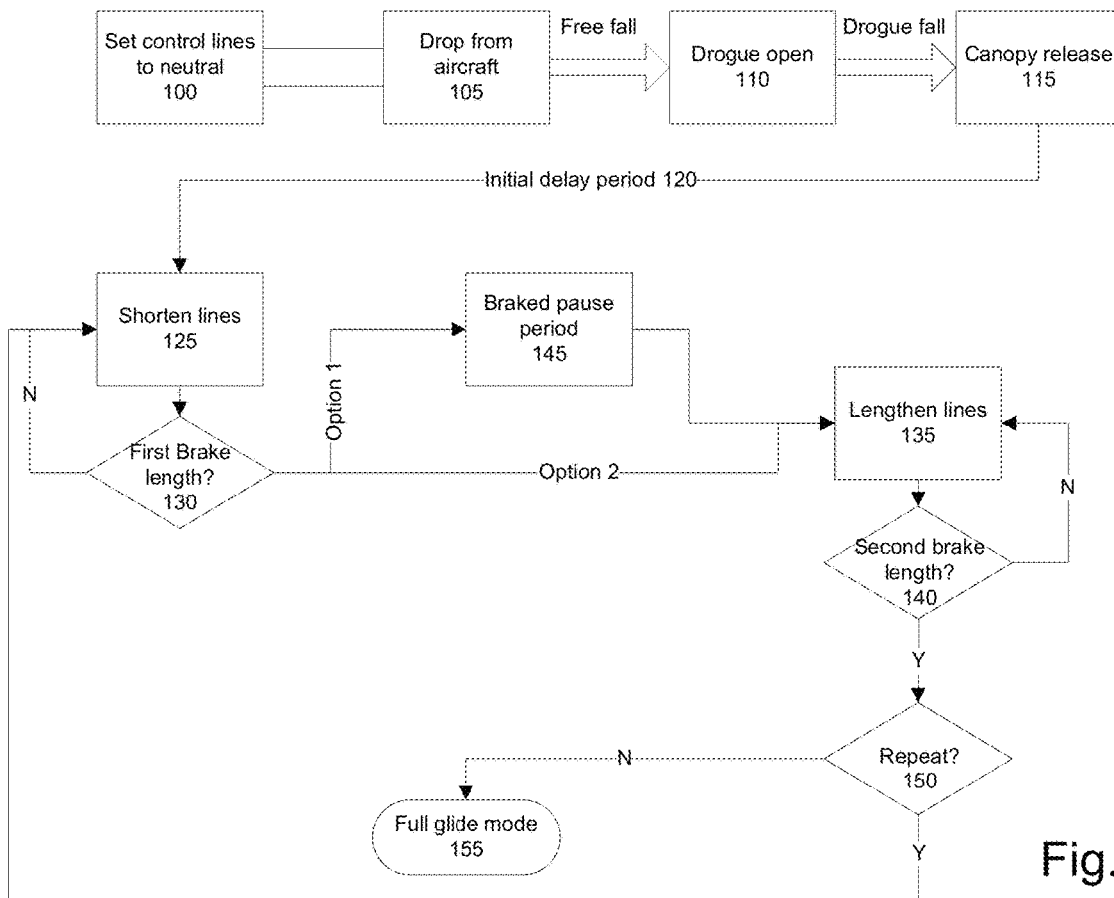 Set control lines
to neutral
100
Drop from
aircraft
105
Free fall
Drogue open
110
Drogue fall
Canopy release
115
Initial delay period 120
Shorten lines
125
N
First Brake
length?
130
Option 1
Braked pause
period
145
Option 2
Lengthen lines
135
N
Second brake
length?
140
Y
Repeat?
150
N
Full glide mode
155
Y
Fig.